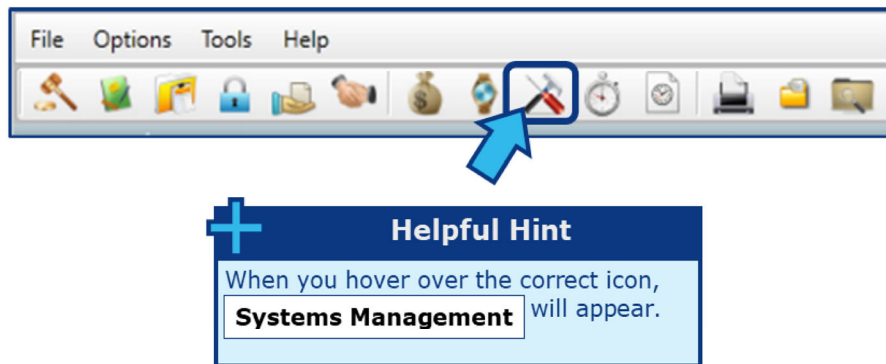 File Options Tools Help
Helpful Hint
When you hover over the correct icon,
Systems Management will appear.